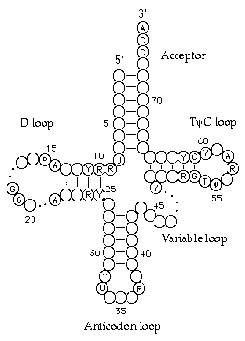 3'
A
5'
Acceptor
70
D loop
TψC loop
5
60
15
10
A
Y R R U
Y C
Y A
R
G G
A
R
25
R G T ψ
55
20
Y
45
Variable loop
30
40
U
R
35
Anticodon loop